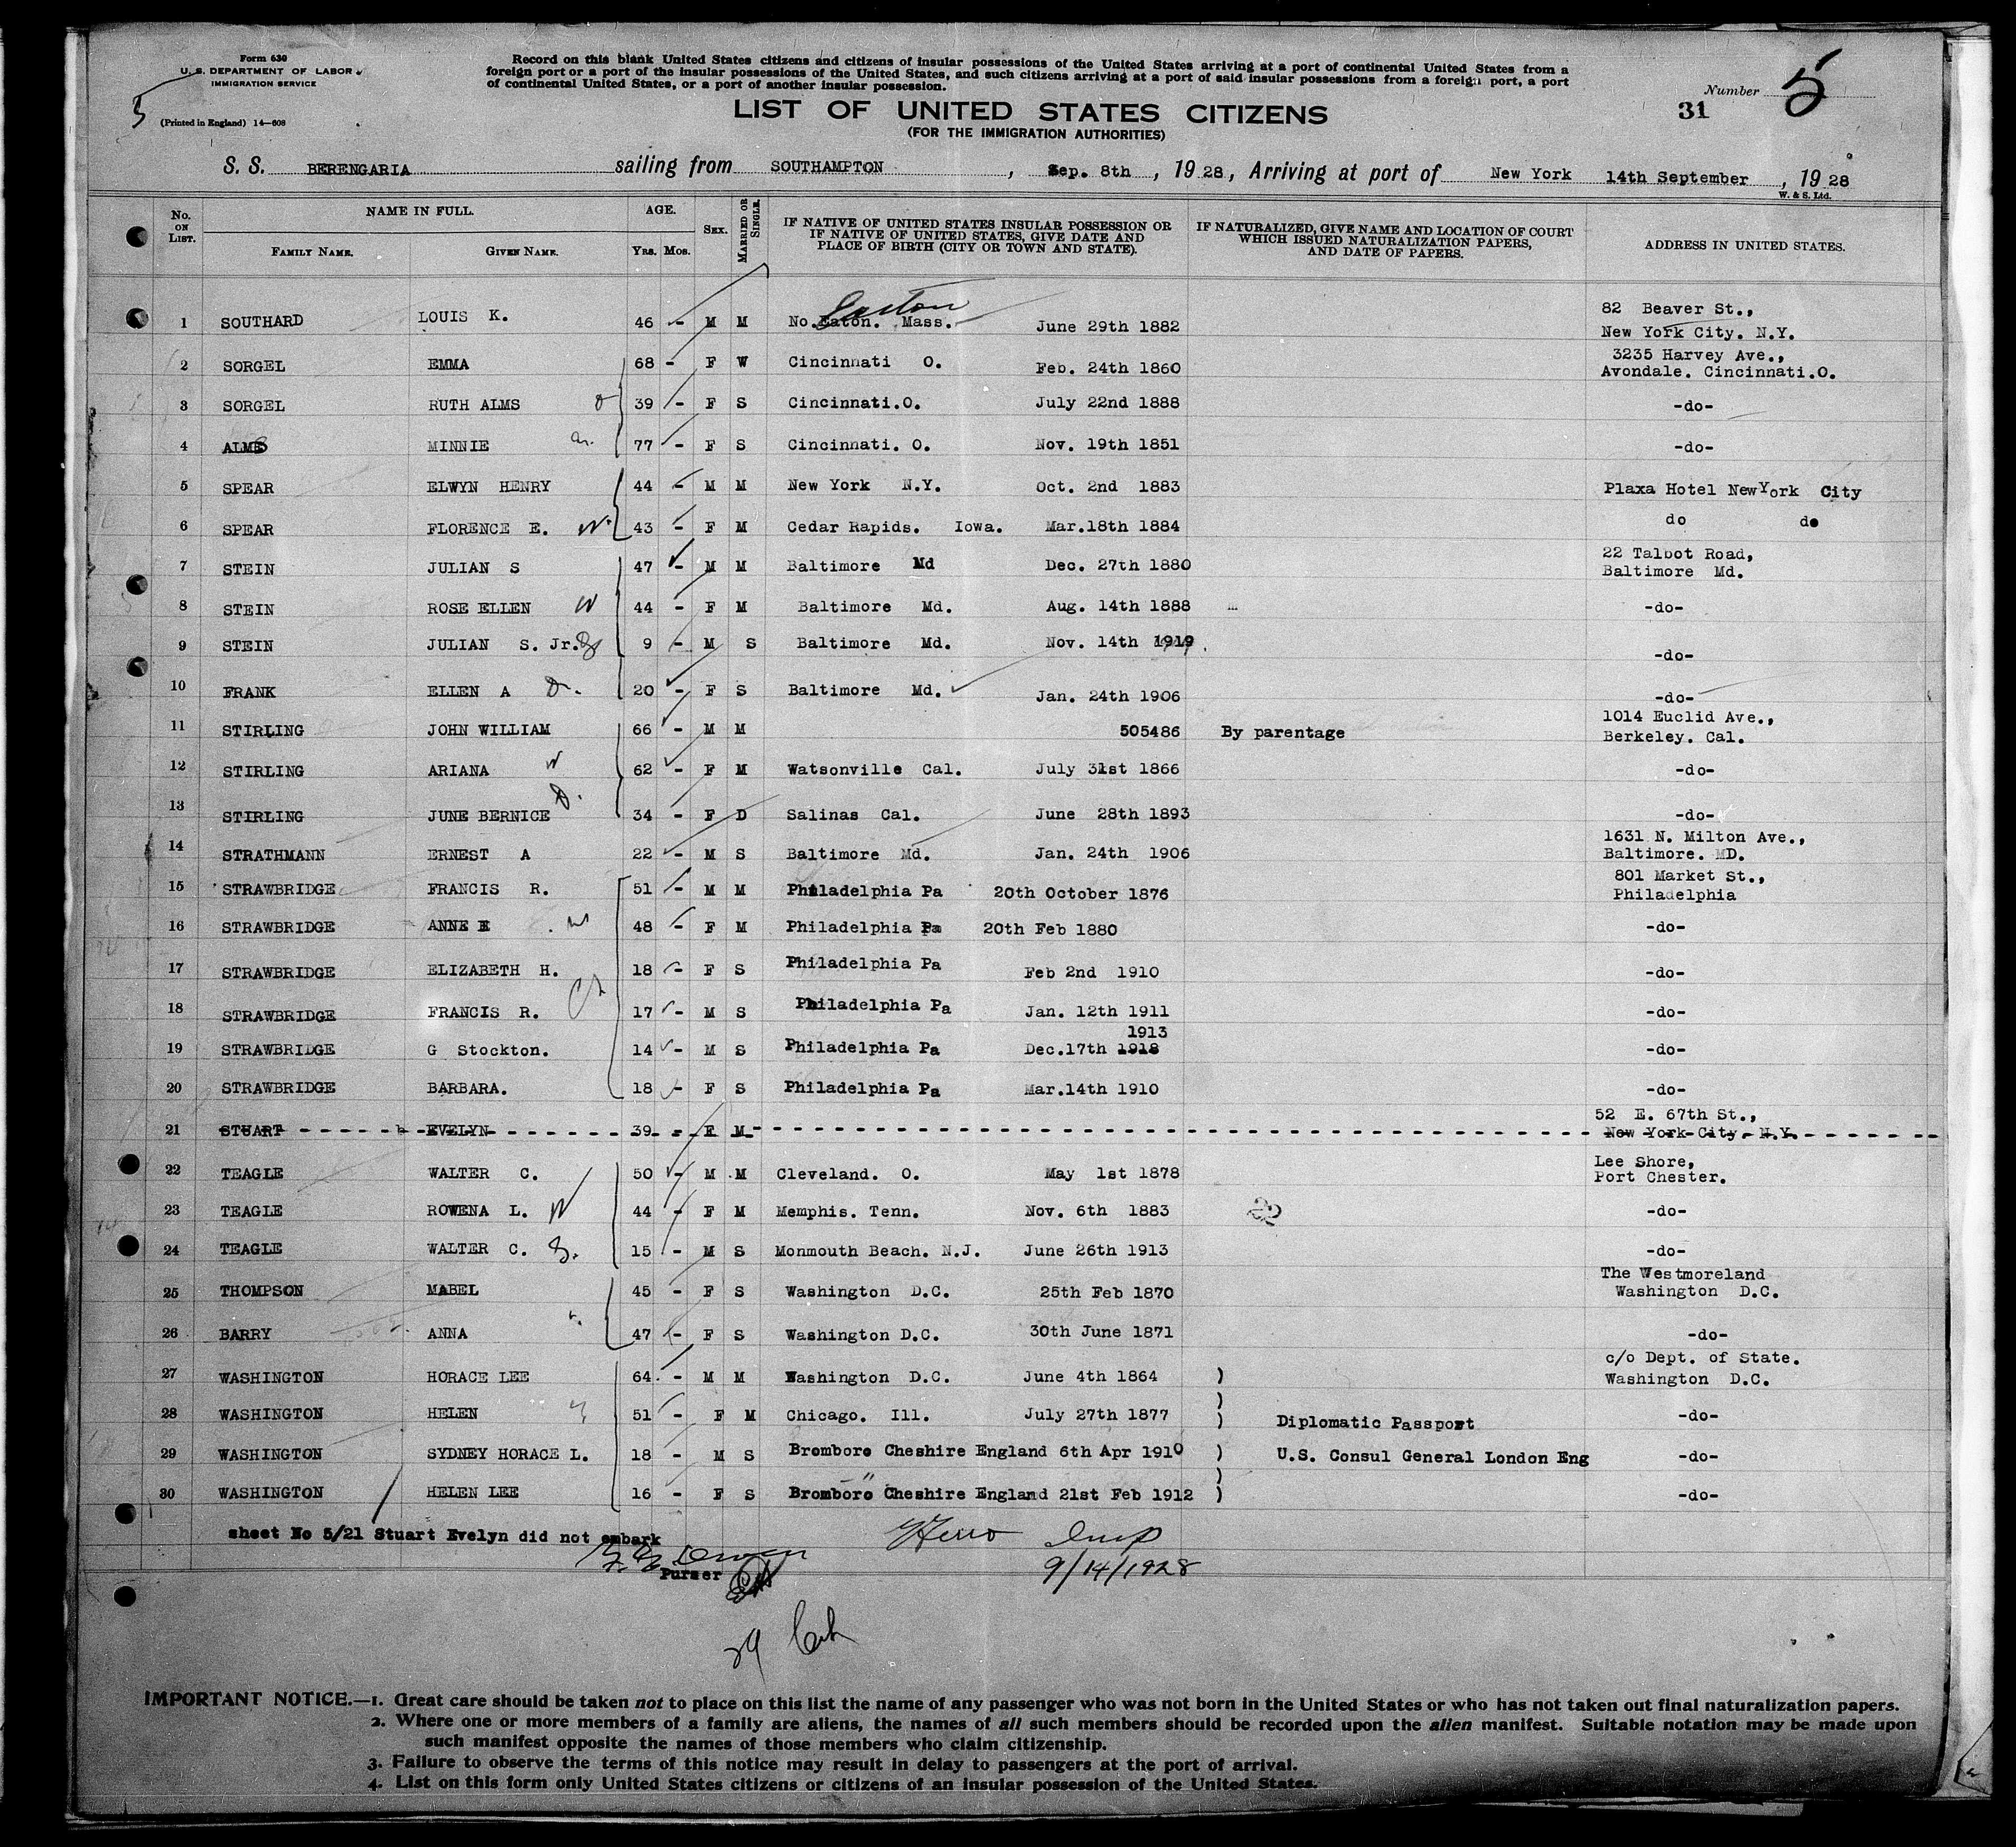 Form 630
U. S. DEPARTMENT OF LABOR
IMMIGRATION SERVICE
(Printed in England) 14—608
5
Record on this blank United States citizens and citizens of insular possessions of the United States arriving at a port of continental United States from a
foreign port or a port of the insular possessions of the United States, and such citizens arriving at a port of said insular possessions from a foreign port, a port
of continental United States, or a port of another insular possession.
LIST OF UNITED STATES CITIZENS
(FOR THE IMMIGRATION AUTHORITIES)
Number 5
31
S. S. BERENGARIA sailing from SOUTHAMPTON, Sep. 8th, 19 28, Arriving at port of New York 14th September, 19 28
W. & S. Ltd.
No. ON LIST. NAME IN FULL. FAMILY NAME. GIVEN NAME. AGE. Yrs. Mos. SEX. MARRIED OR SINGLE. IF NATIVE OF UNITED STATES INSULAR POSSESSION OR IF NATIVE OF UNITED STATES, GIVE DATE AND PLACE OF BIRTH (CITY OR TOWN AND STATE). IF NATURALIZED, GIVE NAME AND LOCATION OF COURT WHICH ISSUED NATURALIZATION PAPERS, AND DATE OF PAPERS. ADDRESS IN UNITED STATES.
Easton
1 SOUTHARD LOUIS K. 46 - M M No. Eaton. Mass. June 29th 1882 82 Beaver St., New York City. N.Y.
2 SORGEL EMMA 68 - F W Cincinnati O. Feb. 24th 1860 3235 Harvey Ave., Avondale. Cincinnati.O.
3 SORGEL RUTH ALMS D 39 - F S Cincinnati.O. July 22nd 1888 -do-
4 ALMS MINNIE 77 - F S Cincinnati. O. Nov. 19th 1851 -do-
5 SPEAR ELWYN HENRY 44 - M M New York N.Y. Oct. 2nd 1883 Plaxa Hotel NewYork City
6 SPEAR FLORENCE E. W. 43 - F M Cedar Rapids. Iowa. Mar.18th 1884 do do
7 STEIN JULIAN S 47 - M M Baltimore Md Dec. 27th 1880 22 Talbot Road, Baltimore Md.
8 STEIN ROSE ELLEN W 44 - F M Baltimore Md. Aug. 14th 1888 -do-
9 STEIN JULIAN S. Jr. 9 - M S Baltimore Md. Nov. 14th 1919 -do-
10 FRANK ELLEN A D. 20 - F S Baltimore Md. Jan. 24th 1906 -do-
11 STIRLING JOHN WILLIAM 66 - M M 505486 By parentage 1014 Euclid Ave., Berkeley. Cal.
12 STIRLING ARIANA W 62 - F M Watsonville Cal. July 31st 1866 -do-
13 STIRLING JUNE BERNICE D. 34 - F D Salinas Cal. June 28th 1893 -do-
14 STRATHMANN ERNEST A 22 - M S Baltimore Md. Jan. 24th 1906 1631 N. Milton Ave., Baltimore. MD.
15 STRAWBRIDGE FRANCIS R. 51 - M M Philadelphia Pa 20th October 1876 801 Market St., Philadelphia
16 STRAWBRIDGE ANNE E W 48 - F M Philadelphia Pa 20th Feb 1880 -do-
17 STRAWBRIDGE ELIZABETH H. 18 - F S Philadelphia Pa Feb 2nd 1910 -do-
18 STRAWBRIDGE FRANCIS R. 17 - M S Philadelphia Pa Jan. 12th 1911 -do-
1913
19 STRAWBRIDGE G Stockton. 14 - M S Philadelphia Pa Dec.17th 1918 -do-
20 STRAWBRIDGE BARBARA. 18 - F S Philadelphia Pa Mar.14th 1910 -do-
21 STUART EVELYN 39 - F M 52 E. 67th St., New York City. N.Y.
22 TEAGLE WALTER C. 50 - M M Cleveland. O. May 1st 1878 Lee Shore, Port Chester.
23 TEAGLE ROWENA L. W 44 - F M Memphis. Tenn. Nov. 6th 1883 -do-
24 TEAGLE WALTER C. S. 15 - M S Monmouth Beach. N.J. June 26th 1913 -do-
25 THOMPSON MABEL 45 - F S Washington D.C. 25th Feb 1870 The Westmoreland Washington D.C.
26 BARRY ANNA 47 - F S Washington D.C. 30th June 1871 -do-
27 WASHINGTON HORACE LEE 64 - M M Washington D.C. June 4th 1864 ) c/o Dept. of State. Washington D.C.
28 WASHINGTON HELEN 51 - F M Chicago. Ill. July 27th 1877 ) Diplomatic Passport -do-
29 WASHINGTON SYDNEY HORACE L. 18 - M S Bromboro Cheshire England 6th Apr 1910 ) U.S. Consul General London Eng -do-
30 WASHINGTON HELEN LEE 16 - F S Bromboro Cheshire England 21st Feb 1912 ) -do-
sheet No 5/21 Stuart Evelyn did not embark
Purser
Insp
9/14/1928
29
IMPORTANT NOTICE.—1. Great care should be taken not to place on this list the name of any passenger who was not born in the United States or who has not taken out final naturalization papers.
2. Where one or more members of a family are aliens, the names of all such members should be recorded upon the alien manifest. Suitable notation may be made upon
such manifest opposite the names of those members who claim citizenship.
3. Failure to observe the terms of this notice may result in delay to passengers at the port of arrival.
4. List on this form only United States citizens or citizens of an insular possession of the United States.